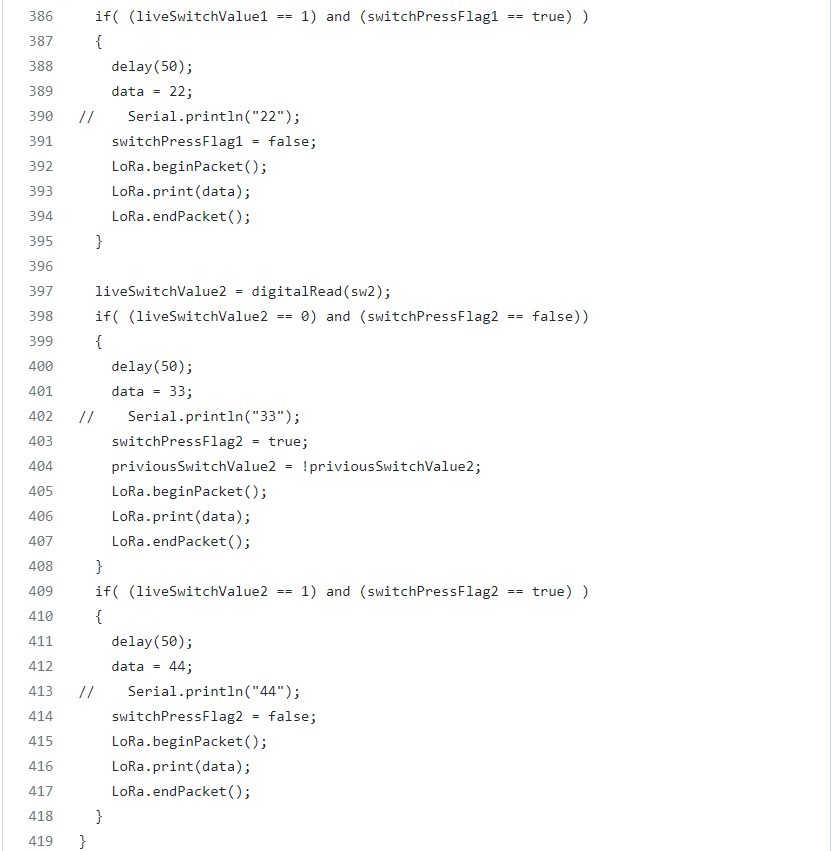 386 if( (liveSwitchValue1 == 1) and (switchPressFlag1 == true) )
387 {
388 delay(50);
389 data = 22;
390 // Serial.println("22");
391 switchPressFlag1 = false;
392 LoRa.beginPacket();
393 LoRa.print(data);
394 LoRa.endPacket();
395 }
396
397 liveSwitchValue2 = digitalRead(sw2);
398 if( (liveSwitchValue2 == 0) and (switchPressFlag2 == false))
399 {
400 delay(50);
401 data = 33;
402 // Serial.println("33");
403 switchPressFlag2 = true;
404 priviousSwitchValue2 = !priviousSwitchValue2;
405 LoRa.beginPacket();
406 LoRa.print(data);
407 LoRa.endPacket();
408 }
409 if( (liveSwitchValue2 == 1) and (switchPressFlag2 == true) )
410 {
411 delay(50);
412 data = 44;
413 // Serial.println("44");
414 switchPressFlag2 = false;
415 LoRa.beginPacket();
416 LoRa.print(data);
417 LoRa.endPacket();
418 }
419 }